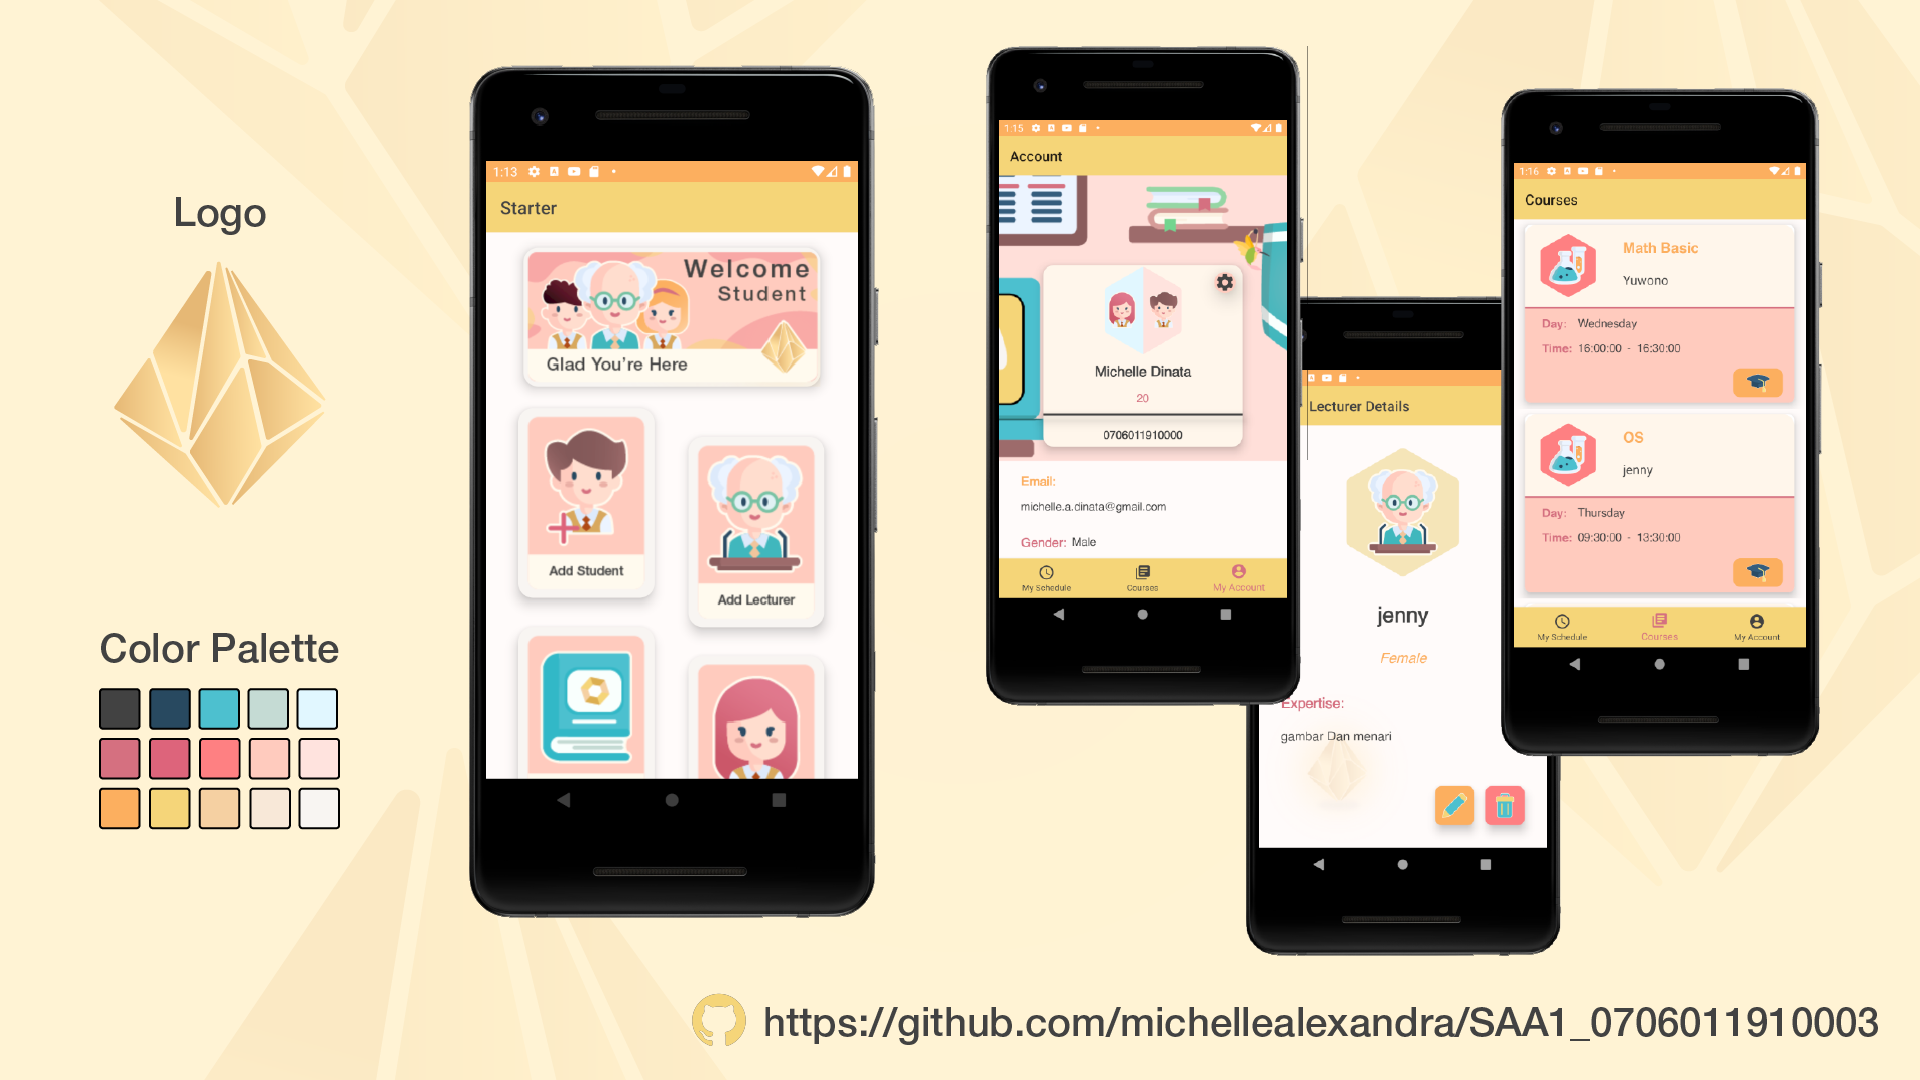 Logo
Color Palette
1:13
Starter
Welcome
Student
Glad You're Here
Add Student
Add Lecturer
1:15
Account
Michelle Dinata
20
0706011910000
Email:
michelle.a.dinata@gmail.com
Gender: Male
My Schedule
Courses
My Account
Lecturer Details
jenny
Female
Expertise:
gambar Dan menari
1:16
Courses
Math Basic
Yuwono
Day: Wednesday
Time: 16:00:00 - 16:30:00
OS
jenny
Day: Thursday
Time: 09:30:00 - 13:30:00
My Schedule
Courses
My Account
https://github.com/michellealexandra/SAA1_0706011910003